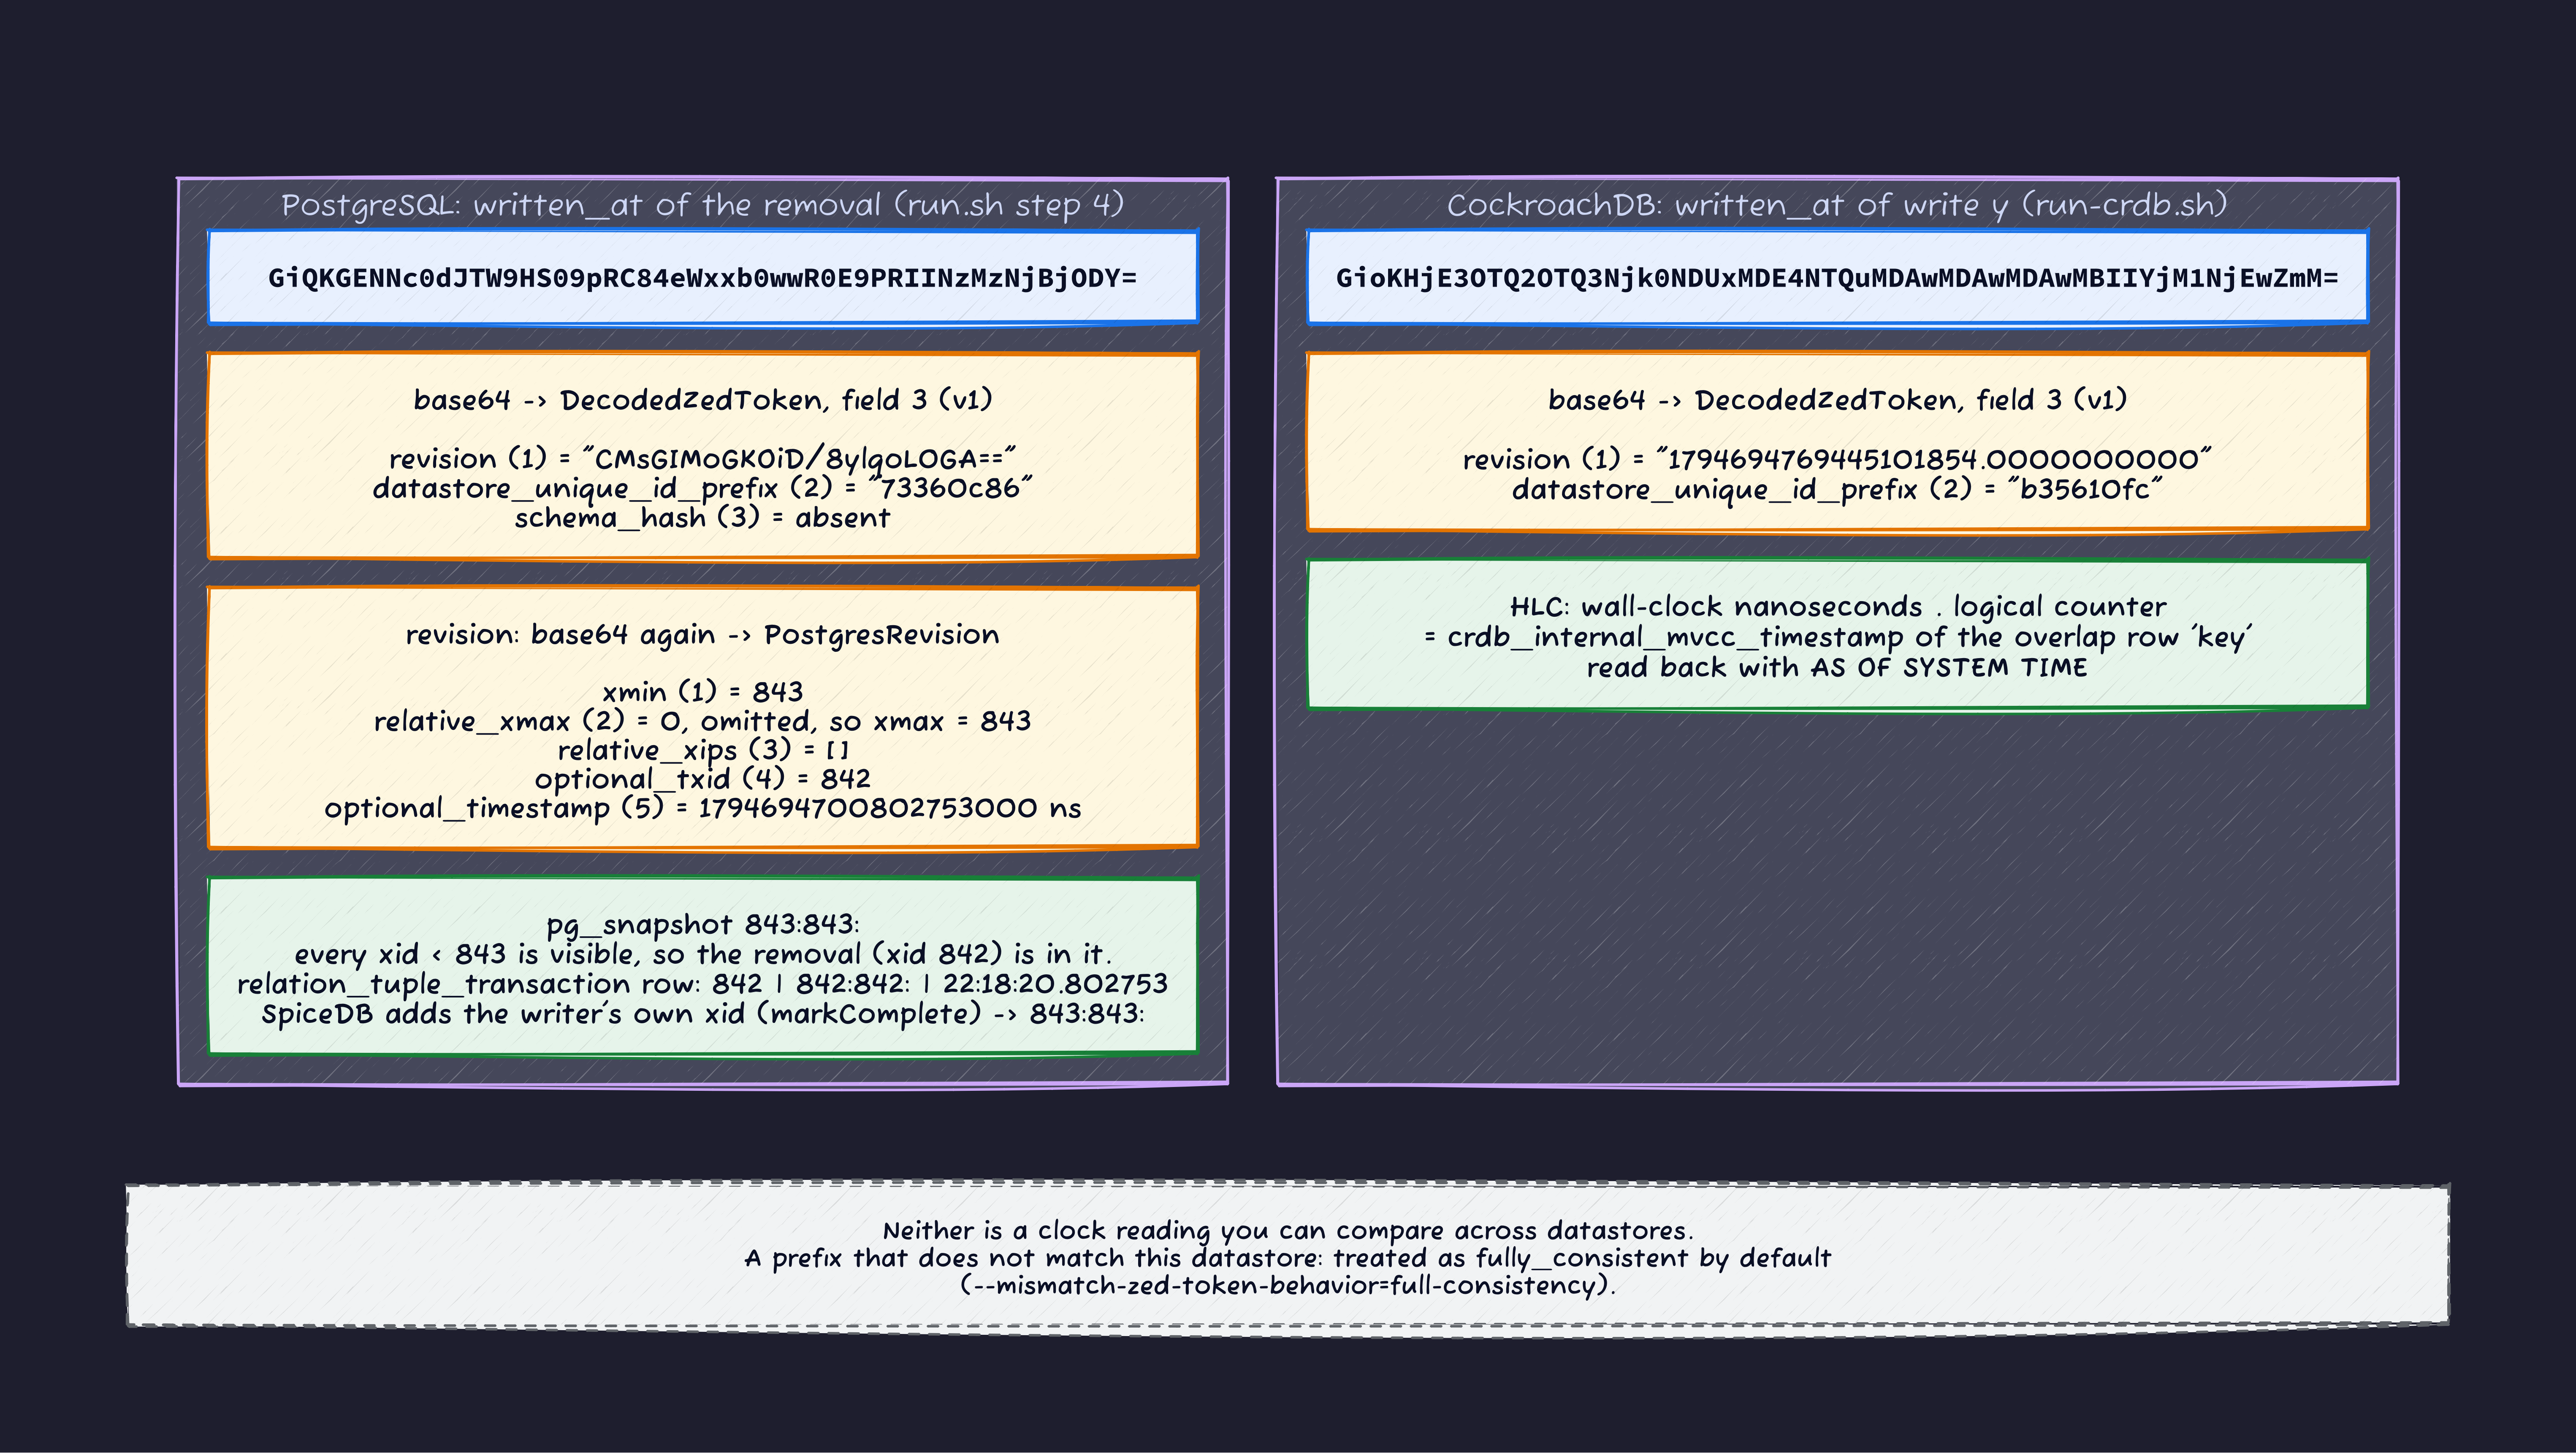 PostgreSQL: written_at of the removal (run.sh step 4)
GiQKGENNc0dJTW9HS09pRC84eWxxb0wwR0E9PRIINzMzNjBjODY=
base64 -> DecodedZedToken, field 3 (v1)
revision (1) = "CMsGIMoGKOiD/8ylqoLOGA=="
datastore_unique_id_prefix (2) = "73360c86"
schema_hash (3) = absent
revision: base64 again -> PostgresRevision
xmin (1) = 843
relative_xmax (2) = 0, omitted, so xmax = 843
relative_xips (3) = []
optional_txid (4) = 842
optional_timestamp (5) = 1794694700802753000 ns
pg_snapshot 843:843:
every xid < 843 is visible, so the removal (xid 842) is in it.
relation_tuple_transaction row: 842 | 842:842: | 22:18:20.802753
SpiceDB adds the writer's own xid (markComplete) -> 843:843:
CockroachDB: written_at of write y (run-crdb.sh)
GioKHjE3OTQ2OTQ3Njk0NDUxMDE4NTQuMDAwMDAwMDAwMBIIYjM1NjEwZmM=
base64 -> DecodedZedToken, field 3 (v1)
revision (1) = "1794694769445101854.0000000000"
datastore_unique_id_prefix (2) = "b35610fc"
HLC: wall-clock nanoseconds . logical counter
= crdb_internal_mvcc_timestamp of the overlap row 'key'
read back with AS OF SYSTEM TIME
Neither is a clock reading you can compare across datastores.
A prefix that does not match this datastore: treated as fully_consistent by default
(--mismatch-zed-token-behavior=full-consistency).